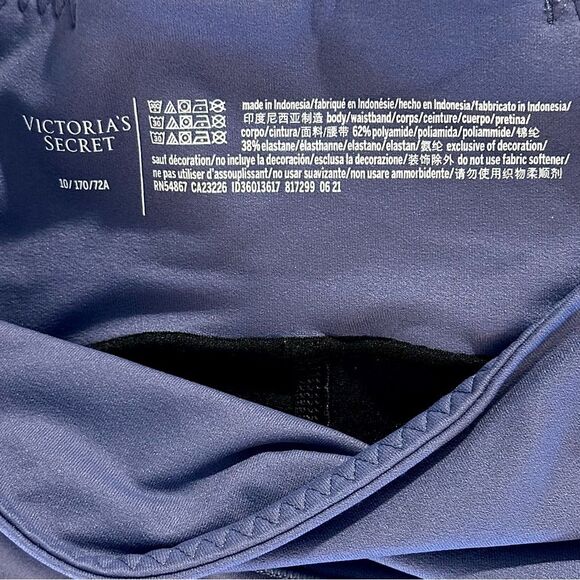 VICTORIA'S
SECRET
10/170/72A
made in Indonesia/fabriqué en Indonésie/hecho en Indonesia/fabbricato in Indonesia/
印度尼西亚制造 body/waistband/corps/ceinture/cuerpo/pretina/
corpo/cintura/面料/腰带 62% polyamide/poliamida/poliammide/锦纶
38% elastane/élasthanne/elastano/elastan/氨纶 exclusive of decoration/
sauf décoration/no incluye la decoración/esclusa la decorazione/装饰除外 do not use fabric softener/
ne pas utiliser d'assouplissant/no usar suavizante/non usare ammorbidente/请勿使用织物柔顺剂
RN54867 CA23226 ID36013617 817299 06 21